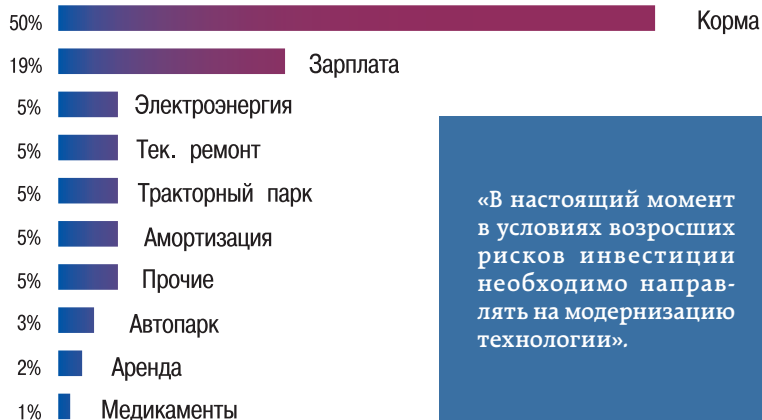 50% Корма
19% Зарплата
5% Электроэнергия
5% Тек. ремонт
5% Тракторный парк
5% Амортизация
5% Прочие
3% Автопарк
2% Аренда
1% Медикаменты
«В настоящий момент
в условиях возросших
рисков инвестиции
необходимо направ-
лять на модернизацию
технологии».